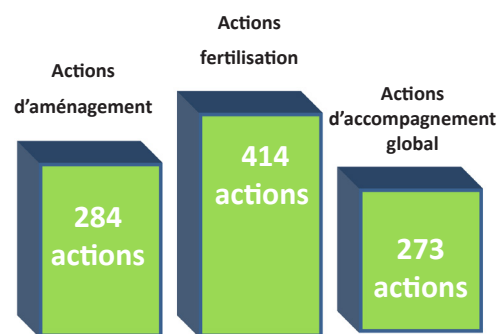 Actions
d’aménagement
284
actions
Actions
fertilisation
414
actions
Actions
d’accompagnement
global
273
actions